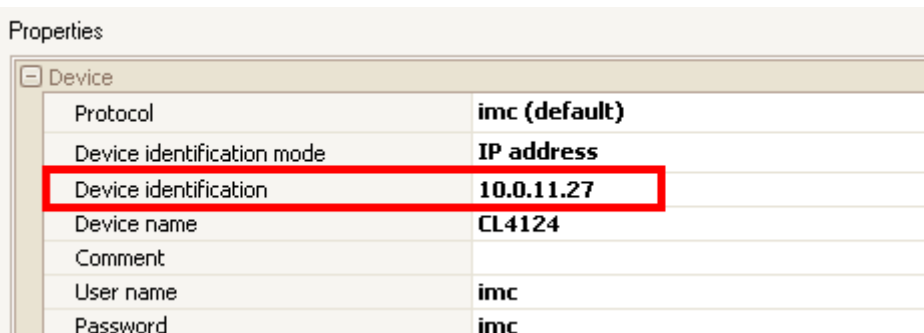 Properties
Device
Protocol imc (default)
Device identification mode IP address
Device identification 10.0.11.27
Device name CL4124
Comment
User name imc
Password imc